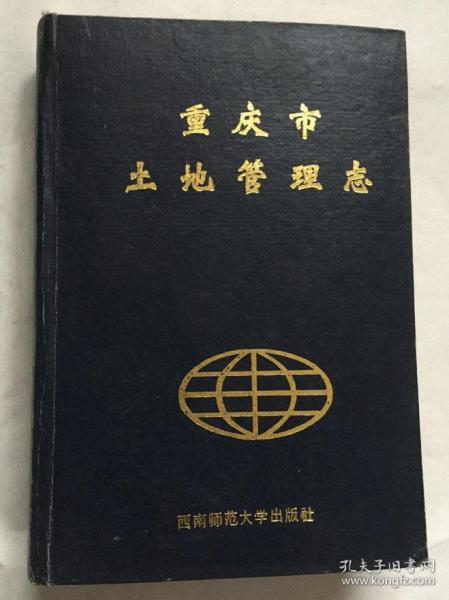 重庆市
土地管理志
西南师范大学出版社
孔夫子旧书网
www.kongfz.com